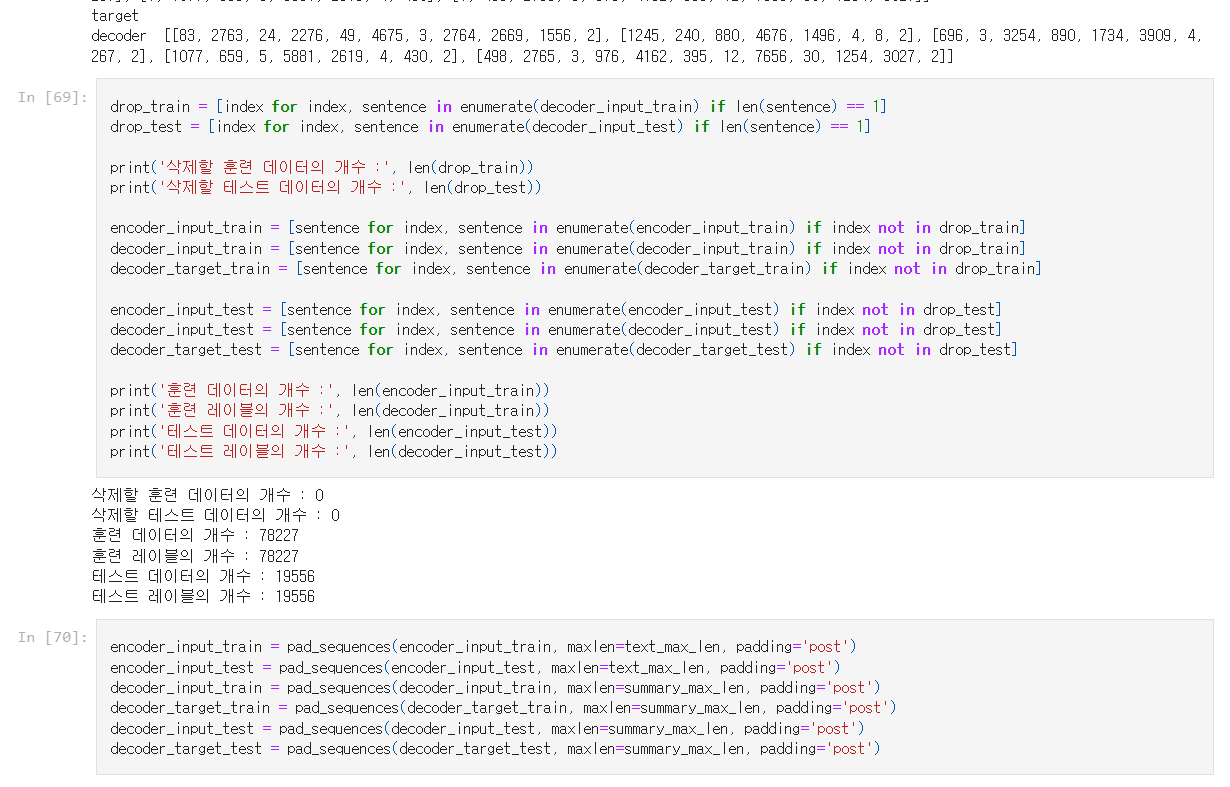 target
decoder  [[83, 2763, 24, 2276, 49, 4675, 3, 2764, 2669, 1556, 2], [1245, 240, 880, 4676, 1496, 4, 8, 2], [696, 3, 3254, 890, 1734, 3909, 4,
267, 2], [1077, 659, 5, 5881, 2619, 4, 430, 2], [498, 2765, 3, 976, 4162, 395, 12, 7656, 30, 1254, 3027, 2]]
In [69]:
drop_train = [index for index, sentence in enumerate(decoder_input_train) if len(sentence) == 1]
drop_test = [index for index, sentence in enumerate(decoder_input_test) if len(sentence) == 1]
print('삭제할 훈련 데이터의 개수 :', len(drop_train))
print('삭제할 테스트 데이터의 개수 :', len(drop_test))
encoder_input_train = [sentence for index, sentence in enumerate(encoder_input_train) if index not in drop_train]
decoder_input_train = [sentence for index, sentence in enumerate(decoder_input_train) if index not in drop_train]
decoder_target_train = [sentence for index, sentence in enumerate(decoder_target_train) if index not in drop_train]
encoder_input_test = [sentence for index, sentence in enumerate(encoder_input_test) if index not in drop_test]
decoder_input_test = [sentence for index, sentence in enumerate(decoder_input_test) if index not in drop_test]
decoder_target_test = [sentence for index, sentence in enumerate(decoder_target_test) if index not in drop_test]
print('훈련 데이터의 개수 :', len(encoder_input_train))
print('훈련 레이블의 개수 :', len(decoder_input_train))
print('테스트 데이터의 개수 :', len(encoder_input_test))
print('테스트 레이블의 개수 :', len(decoder_input_test))
삭제할 훈련 데이터의 개수 : 0
삭제할 테스트 데이터의 개수 : 0
훈련 데이터의 개수 : 78227
훈련 레이블의 개수 : 78227
테스트 데이터의 개수 : 19556
테스트 레이블의 개수 : 19556
In [70]:
encoder_input_train = pad_sequences(encoder_input_train, maxlen=text_max_len, padding='post')
encoder_input_test = pad_sequences(encoder_input_test, maxlen=text_max_len, padding='post')
decoder_input_train = pad_sequences(decoder_input_train, maxlen=summary_max_len, padding='post')
decoder_target_train = pad_sequences(decoder_target_train, maxlen=summary_max_len, padding='post')
decoder_input_test = pad_sequences(decoder_input_test, maxlen=summary_max_len, padding='post')
decoder_target_test = pad_sequences(decoder_target_test, maxlen=summary_max_len, padding='post')